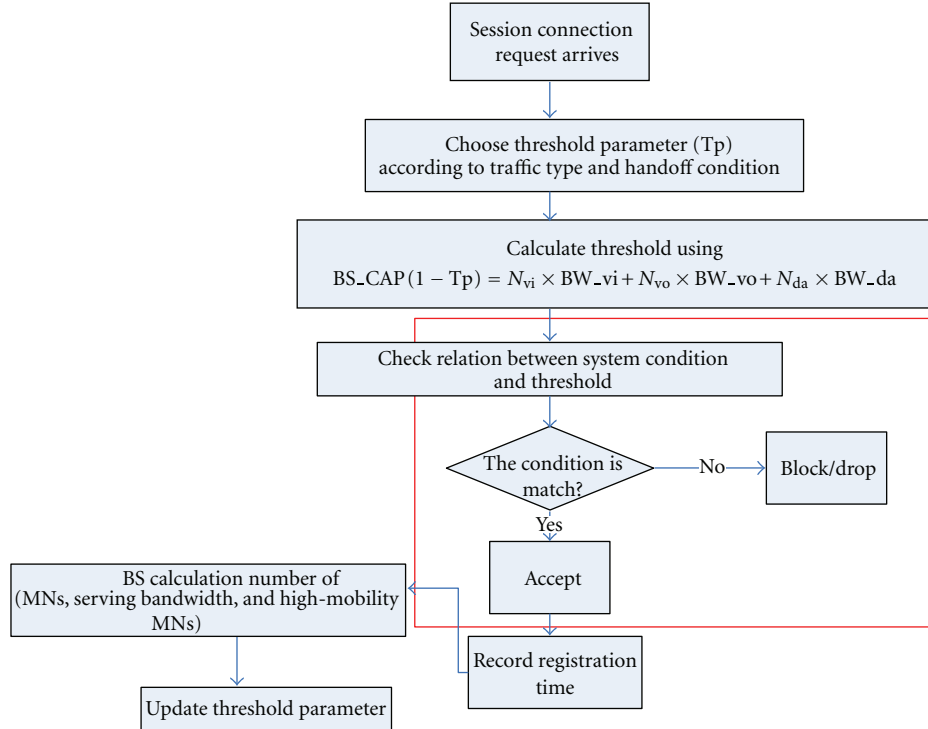 Session connection
request arrives
Choose threshold parameter (Tp)
according to traffic type and handoff condition
Calculate threshold using
BS_CAP(1 − Tp) = N_vi × BW_vi + N_vo × BW_vo + N_da × BW_da
Check relation between system condition
and threshold
The condition is
match?
No
Block/drop
Yes
Accept
BS calculation number of
(MNs, serving bandwidth, and high-mobility
MNs)
Record registration
time
Update threshold parameter